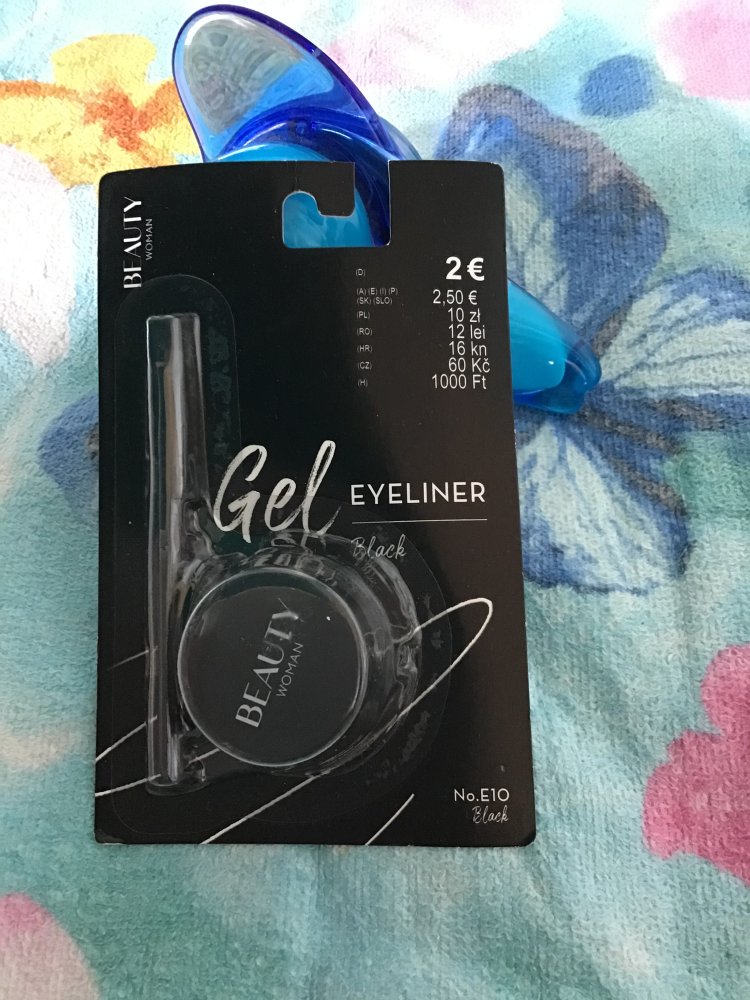 BEAUTY
WOMAN
(D) 2 €
(A) (E) (I) (P)
(SK) (SLO) 2,50 €
(PL) 10 zł
(RO) 12 lei
(HR) 16 kn
(CZ) 60 Kč
(H) 1000 Ft
Gel EYELINER
Black
BEAUTY
WOMAN
No.E10
Black